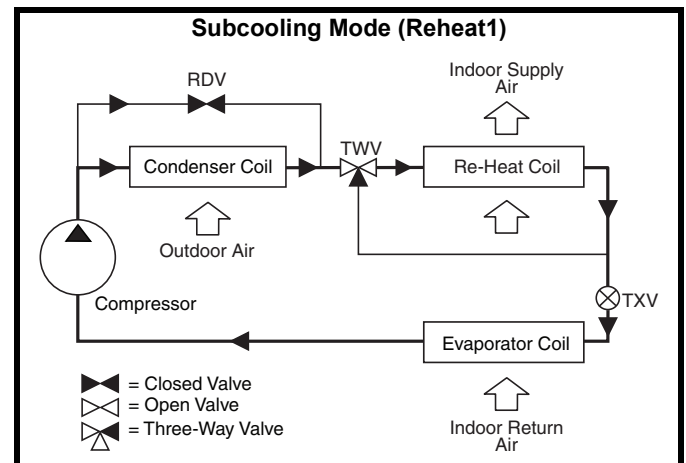 Subcooling Mode (Reheat1)
RDV
Indoor Supply
Air
TWV
Condenser Coil
Re-Heat Coil
Outdoor Air
Compressor
TXV
Evaporator Coil
= Closed Valve
= Open Valve
= Three-Way Valve
Indoor Return
Air